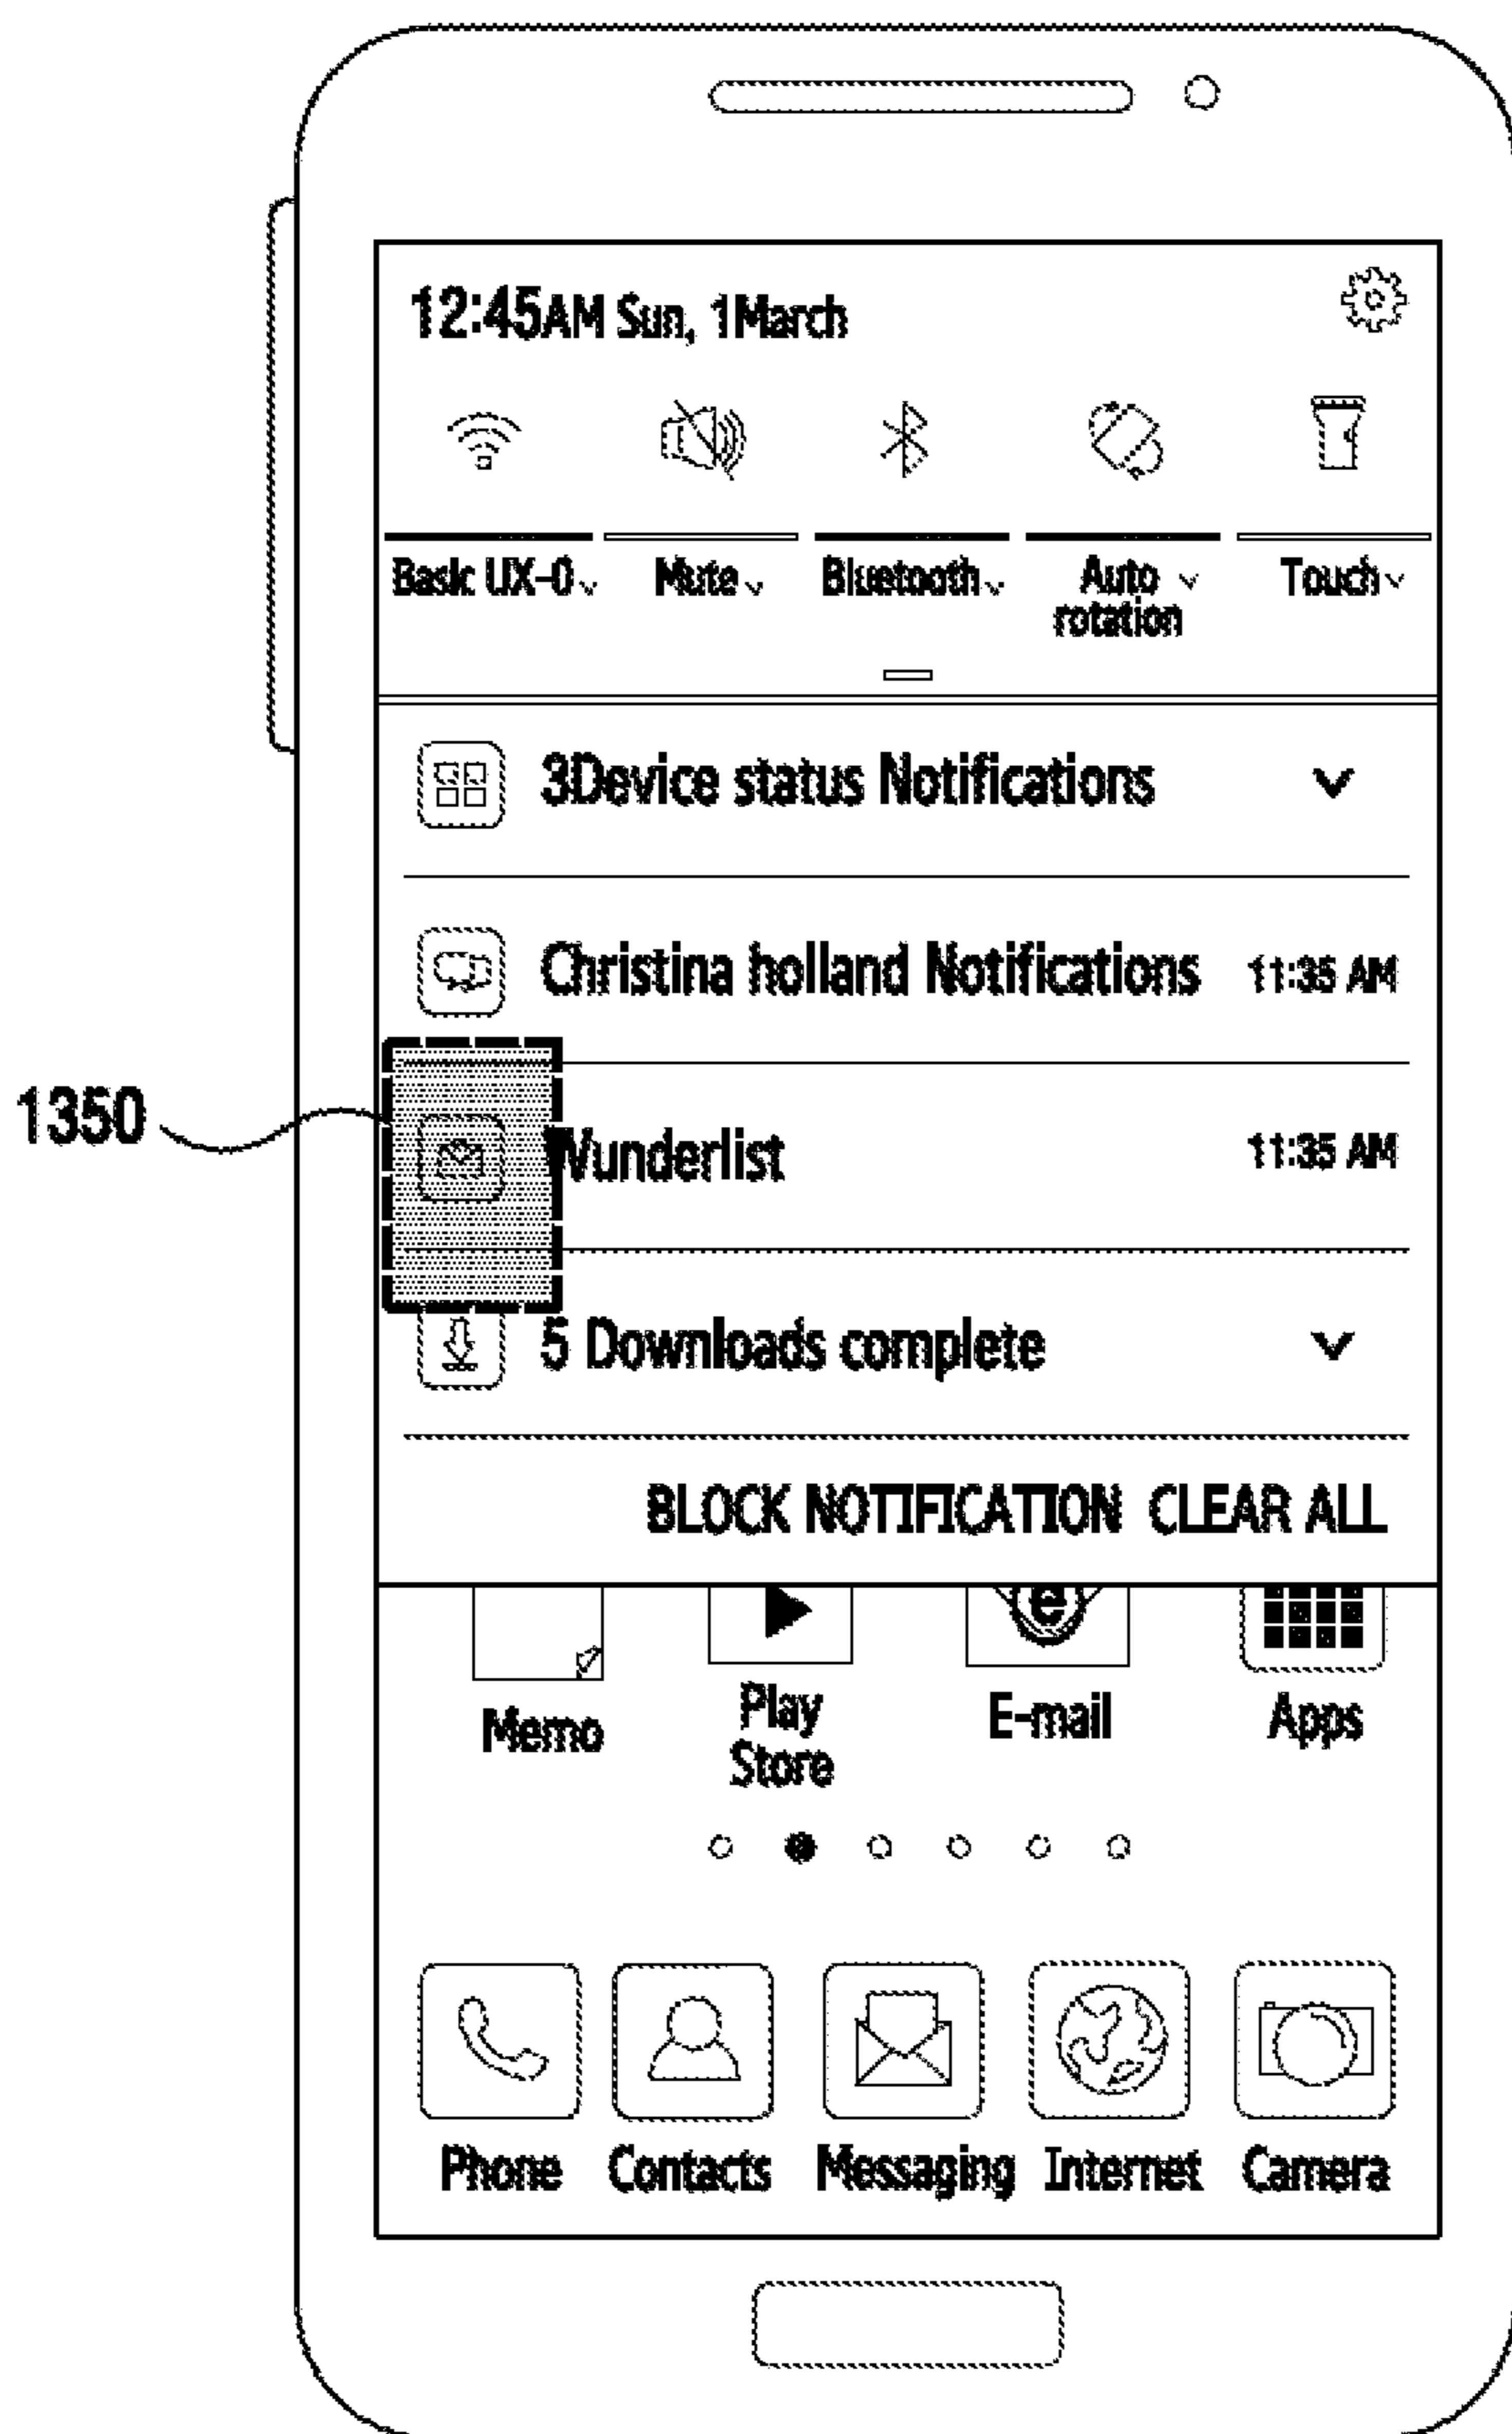 12:45AM Sun, 1March
Basic UX-0 Mute Bluetooth Auto rotation Touch
3Device status Notifications
Christina holland Notifications 11:35 AM
1350
Wunderlist 11:35 AM
5 Downloads complete
BLOCK NOTIFICATION CLEAR ALL
Memo Play Store E-mail Apps
Phone Contacts Messaging Internet Camera